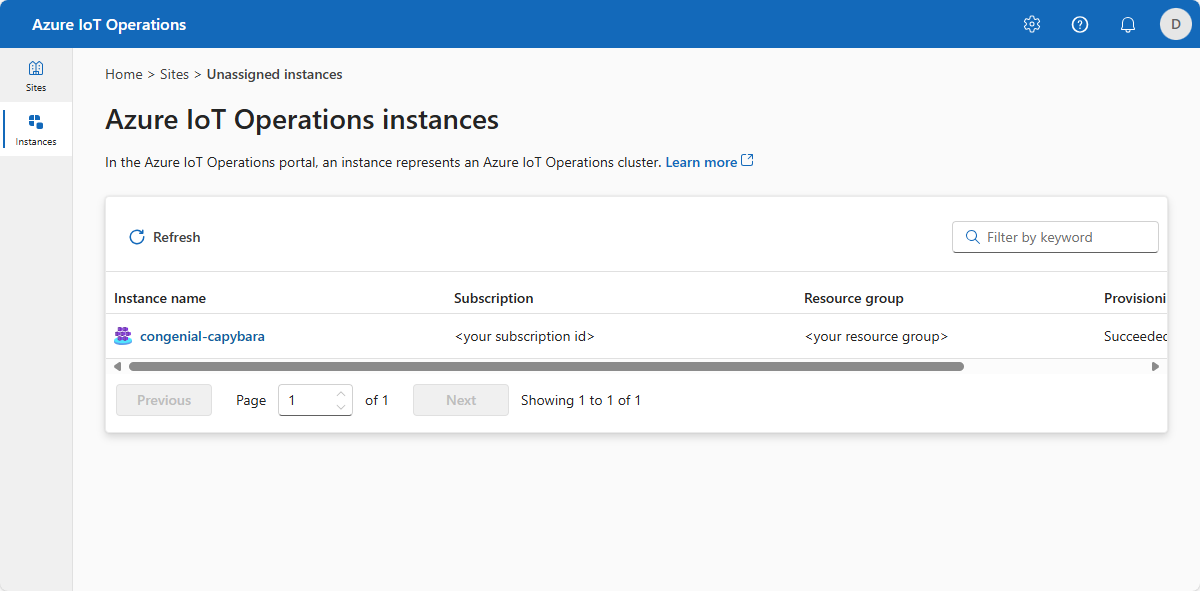 Azure IoT Operations
D
Sites
Instances
Home > Sites > Unassigned instances
Azure IoT Operations instances
In the Azure IoT Operations portal, an instance represents an Azure IoT Operations cluster. Learn more
Refresh
Filter by keyword
Instance name Subscription Resource group Provisioni
congenial-capybara <your subscription id> <your resource group> Succeeded
Previous Page 1 of 1 Next Showing 1 to 1 of 1